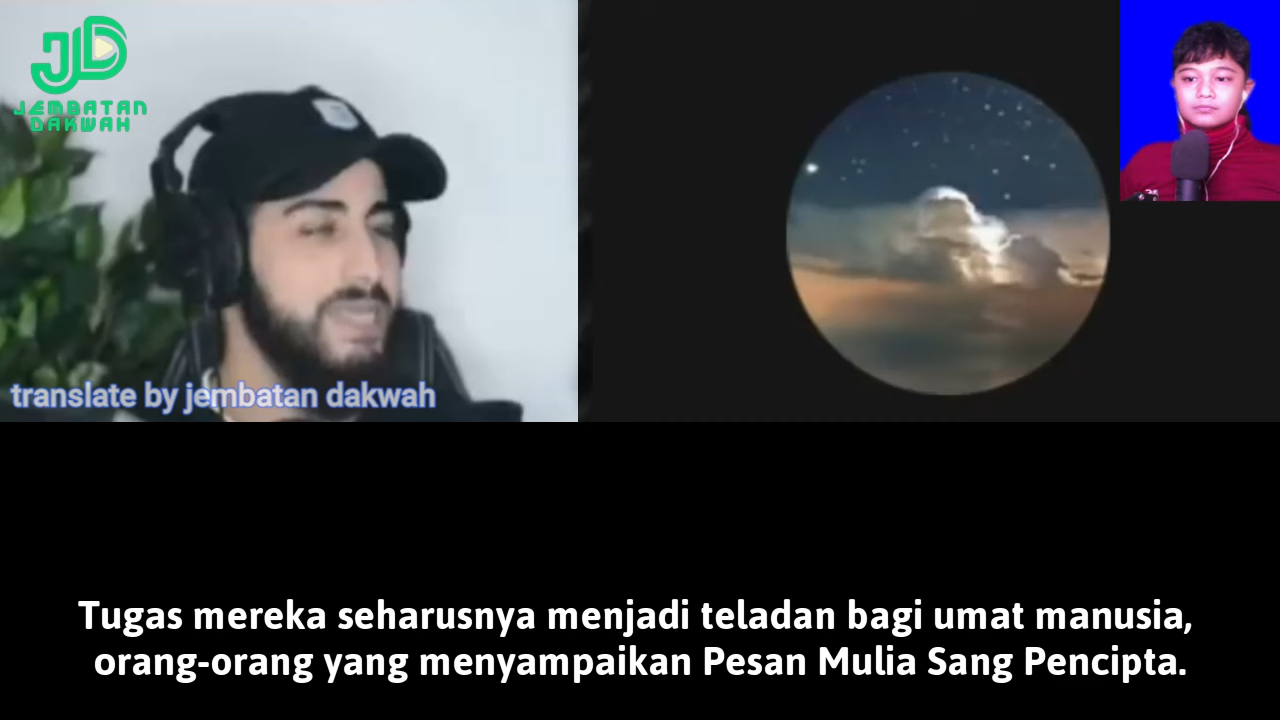 JD
JEMBATAN
DAKWAH
translate by jembatan dakwah
Tugas mereka seharusnya menjadi teladan bagi umat manusia,
orang-orang yang menyampaikan Pesan Mulia Sang Pencipta.